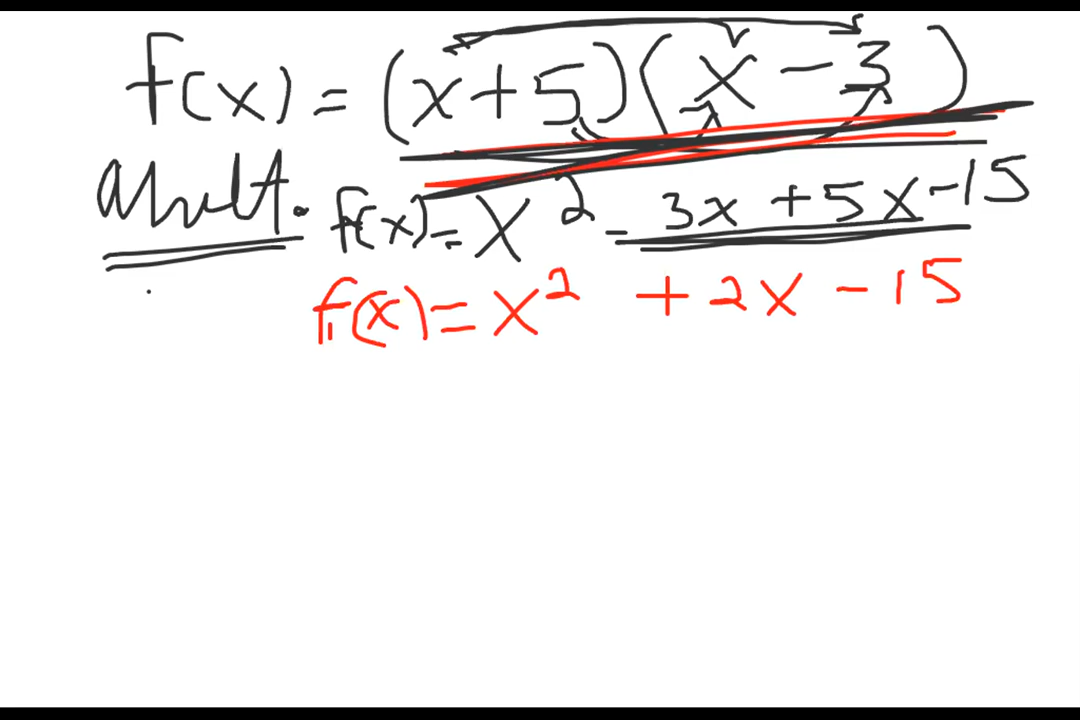 f(x) = (x+5)(x-3)
Mult. f(x) = x² - 3x + 5x - 15
f(x) = x² + 2x - 15